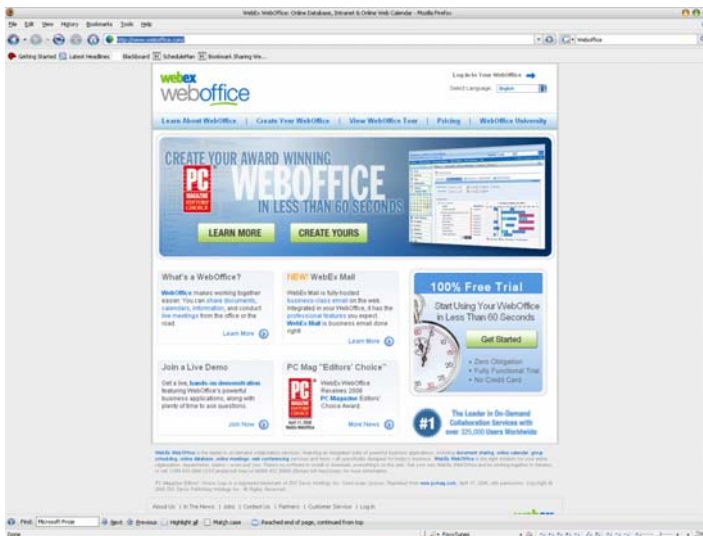 WebEx WebOffice: Online Database, Intranet & Online Web Calendar - Mozilla Firefox
File Edit View History Bookmarks Tools Help
WebOffice
Getting Started Latest Headlines Blackboard ScheduleMan Bookmark Sharing We...
webex
weboffice
Log in to Your WebOffice
Select Language: English
Learn About WebOffice | Create Your WebOffice | View WebOffice Tour | Pricing | WebOffice University
CREATE YOUR AWARD WINNING
PC
MAGAZINE
EDITORS'
CHOICE
WEBOFFICE
IN LESS THAN 60 SECONDS
LEARN MORE CREATE YOURS
What's a WebOffice?
WebOffice makes working together
easier. You can share documents,
calendars, information, and conduct
live meetings from the office or the
road.
Learn More
NEW! WebEx Mail
WebEx Mail is fully-hosted
business-class email on the web.
Integrated in your WebOffice, it has the
professional features you expect.
WebEx Mail is business email done
right!
Learn More
100% Free Trial
Start Using Your WebOffice
in Less Than 60 Seconds
Get Started
• Zero Obligation
• Fully Functional Trial
• No Credit Card
Join a Live Demo
Get a live, hands-on demonstration
featuring WebOffice's powerful
business applications, along with
plenty of time to ask questions.
Join Now
PC Mag "Editors' Choice"
PC
MAGAZINE
EDITORS'
CHOICE
WebEx WebOffice
Receives 2006
PC Magazine Editors'
Choice Award.
More News
#1
The Leader in On-Demand
Collaboration Services with
over 325,000 Users Worldwide
About Us | In The News | Jobs | Contact Us | Partners | Customer Service | Log In
Find: Microsoft Proje Next Previous Highlight all Match case Reached end of page, continued from top
Done